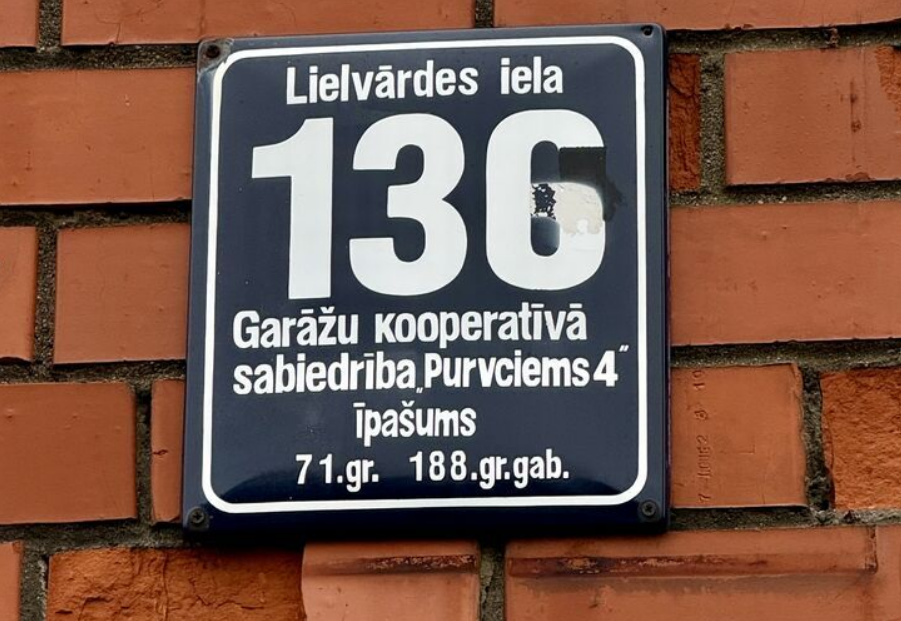 Lielvārdes iela
136
Garāžu kooperatīvā
sabiedrība „Purvciems 4"
īpašums
71.gr. 188.gr.gab.